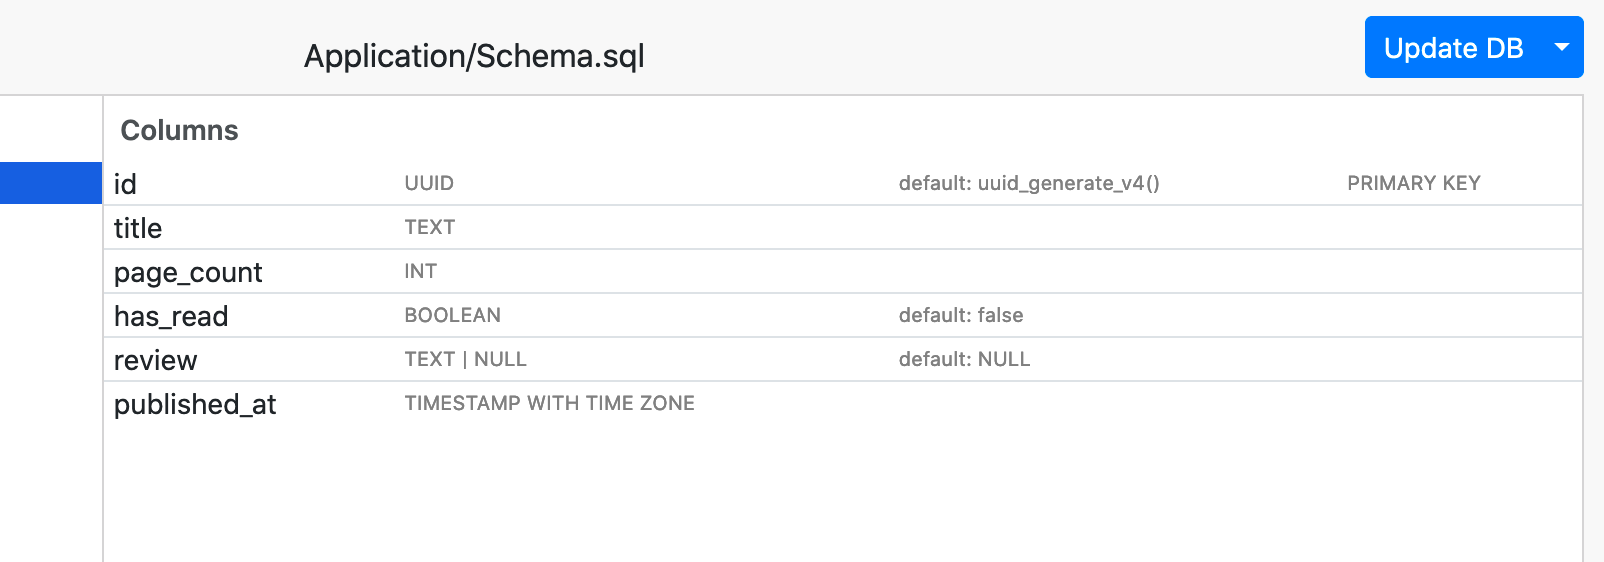 Application/Schema.sql
Update DB
Columns
id UUID default: uuid_generate_v4() PRIMARY KEY
title TEXT
page_count INT
has_read BOOLEAN default: false
review TEXT | NULL default: NULL
published_at TIMESTAMP WITH TIME ZONE